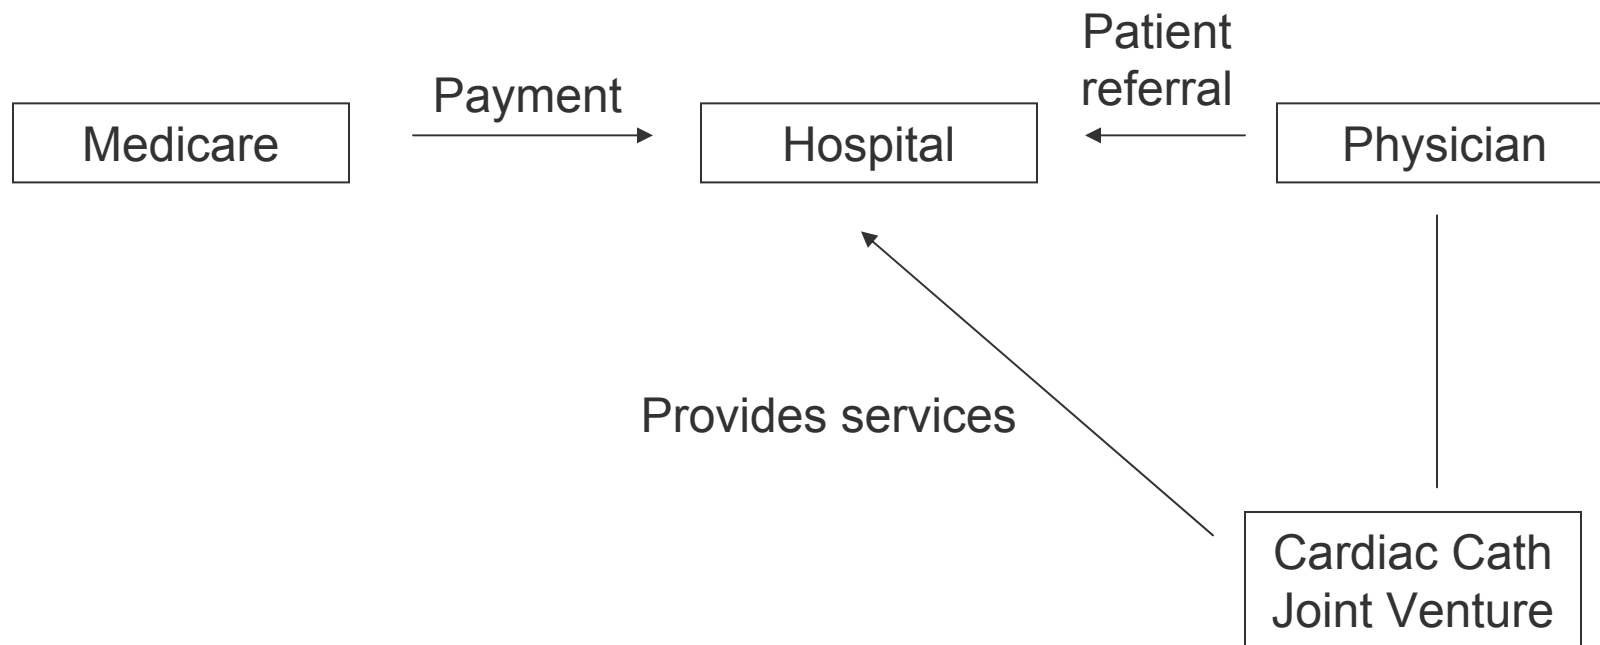 Patient
referral
Payment
Medicare
Hospital
Physician
Provides services
Cardiac Cath
Joint Venture